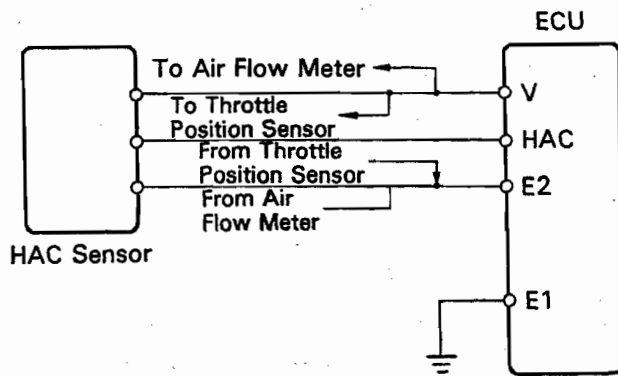 ECU
To Air Flow Meter
V
To Throttle
Position Sensor
HAC
From Throttle
Position Sensor
E2
From Air
Flow Meter
HAC Sensor
E1